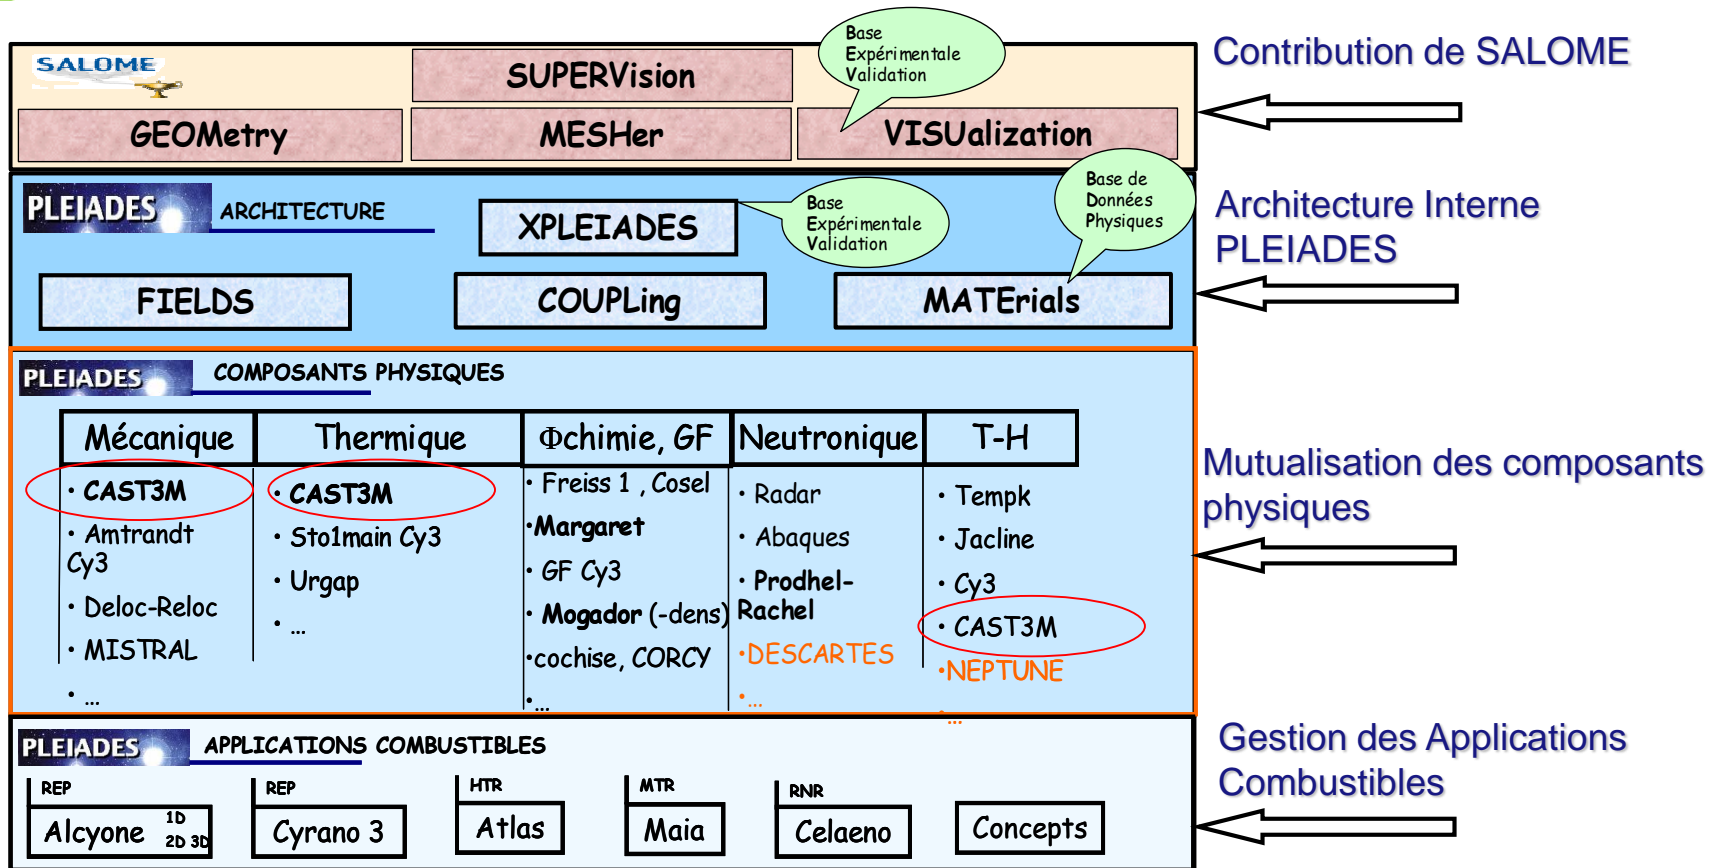 Base
Expérimentale
Validation
Contribution de SALOME
SALOME
SUPERVision
GEOMetry
MESHer
VISUalization
PLEIADES
ARCHITECTURE
XPLEIADES
Base
Expérimentale
Validation
Base de
Données
Physiques
Architecture Interne
PLEIADES
FIELDS
COUPLing
MATErials
PLEIADES
COMPOSANTS PHYSIQUES
Mécanique
• CAST3M
• Amtrandt
Cy3
• Deloc-Reloc
• MISTRAL
• ...
Thermique
• CAST3M
• Sto1main Cy3
• Urgap
• ...
Φchimie, GF
• Freiss 1 , Cosel
•Margaret
• GF Cy3
• Mogador (-dens)
•cochise, CORCY
•...
Neutronique
• Radar
• Abaques
• Prodhel-
Rachel
•DESCARTES
•...
T-H
• Tempk
• Jacline
• Cy3
• CAST3M
•NEPTUNE
...
Mutualisation des composants
physiques
PLEIADES
APPLICATIONS COMBUSTIBLES
REP
Alcyone 1D
2D 3D
REP
Cyrano 3
HTR
Atlas
MTR
Maia
RNR
Celaeno
Concepts
Gestion des Applications
Combustibles